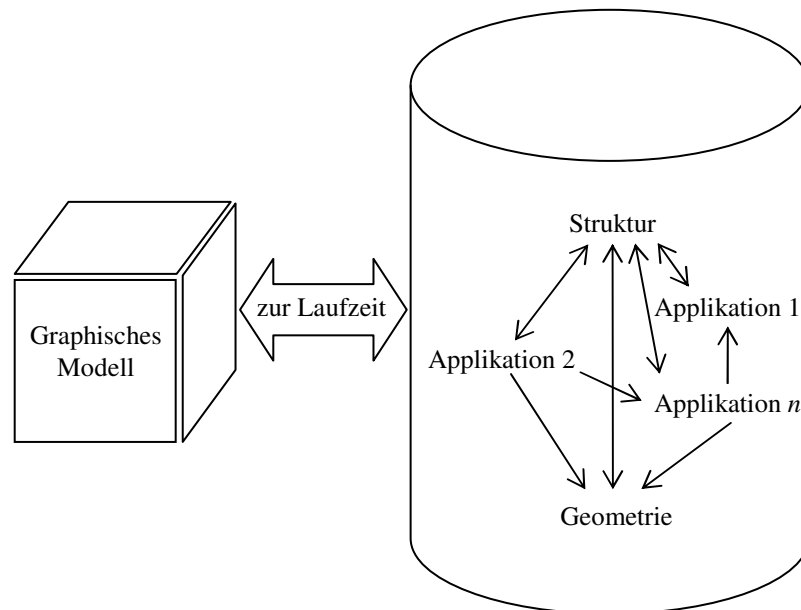 Graphisches
Modell
zur Laufzeit
Struktur
Applikation 1
Applikation 2
Applikation n
Geometrie